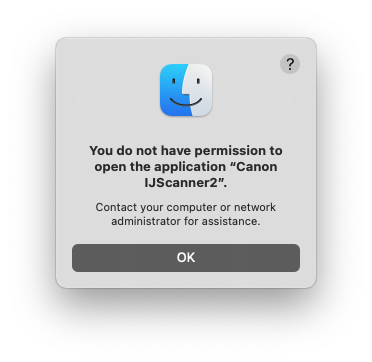 ?
You do not have permission to
open the application “Canon
IJScanner2”.
Contact your computer or network
administrator for assistance.
OK